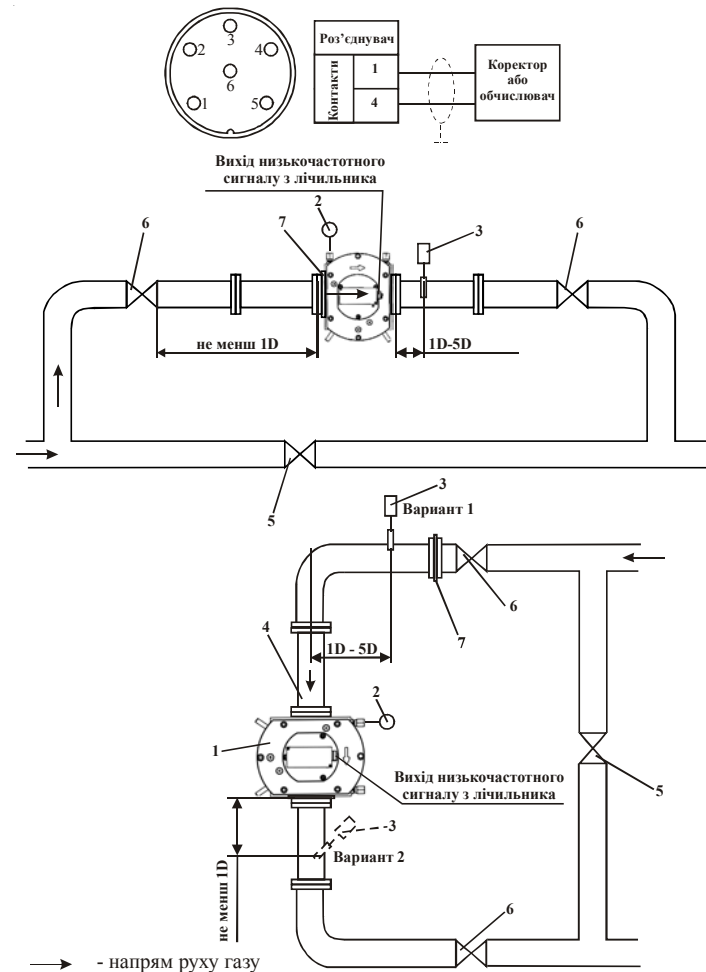 3
2
4
6
1
5
Роз’єднувач
Контакти
1
4
Коректор
або
обчислювач
Вихід низькочастотного
сигналу з лічильника
6
7
2
3
6
не менш 1D
1D-5D
5
3
Вариант 1
6
7
4
1D - 5D
2
1
Вихід низькочастотного
сигналу з лічильника
5
-3
Вариант 2
не менш 1D
6
- напрям руху газу